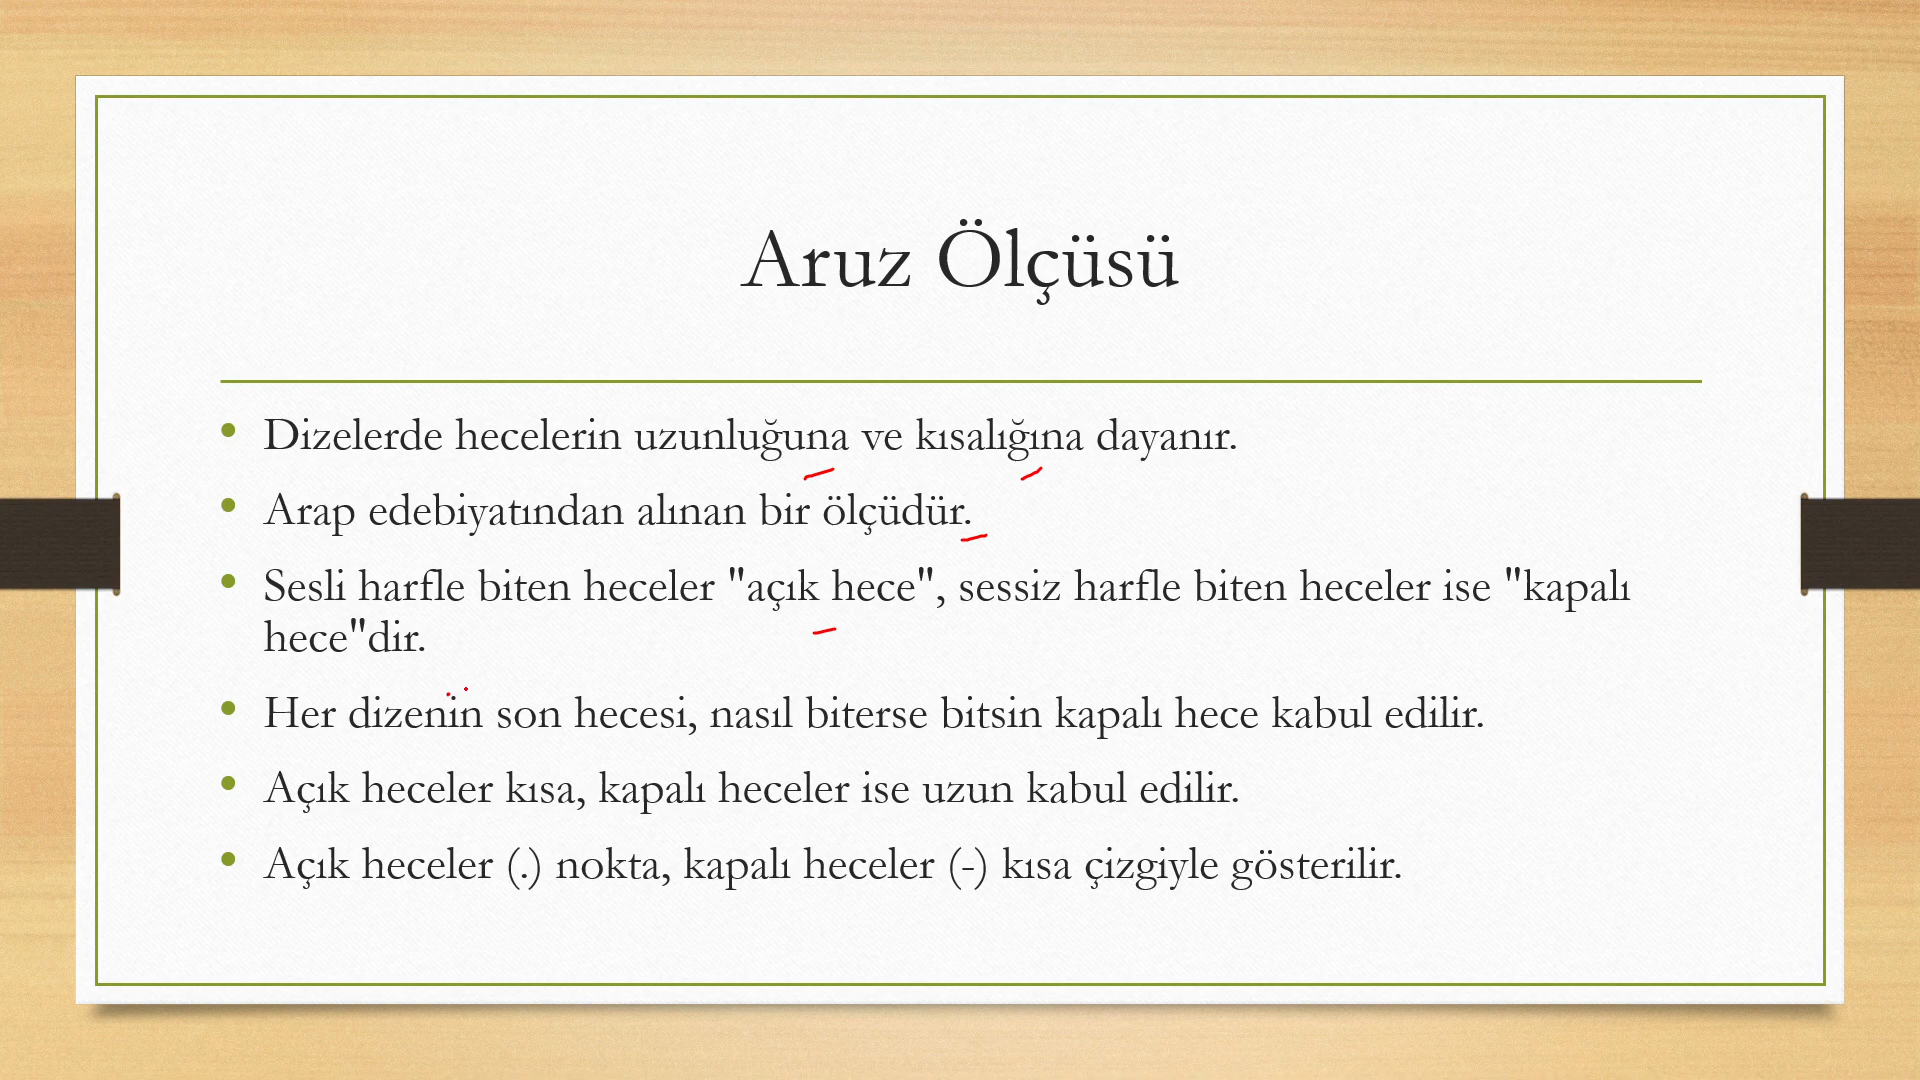 Aruz Ölçüsü
• Dizelerde hecelerin uzunluğuna ve kısalığına dayanır.
• Arap edebiyatından alınan bir ölçüdür.
• Sesli harfle biten heceler "açık hece", sessiz harfle biten heceler ise "kapalı
hece"dir.
• Her dizenin son hecesi, nasıl biterse bitsin kapalı hece kabul edilir.
• Açık heceler kısa, kapalı heceler ise uzun kabul edilir.
• Açık heceler (.) nokta, kapalı heceler (-) kısa çizgiyle gösterilir.